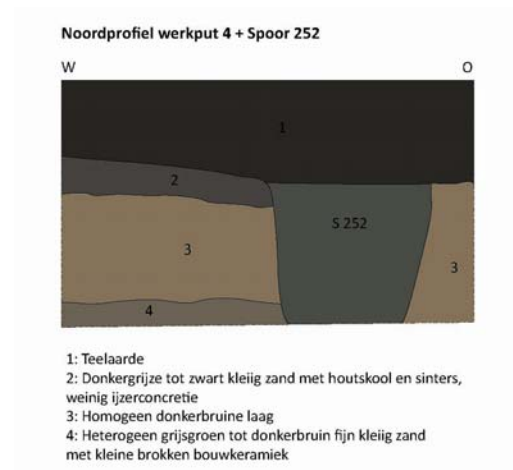 Noordprofiel werkput 4 + Spoor 252
W O
1
2
S 252
3
3
4
1: Teelaarde
2: Donkergrijze tot zwart kleiig zand met houtskool en sinters,
weinig ijzerconcretie
3: Homogeen donkerbruine laag
4: Heterogeen grijsgroen tot donkerbruin fijn kleiig zand
met kleine brokken bouwkeramiek